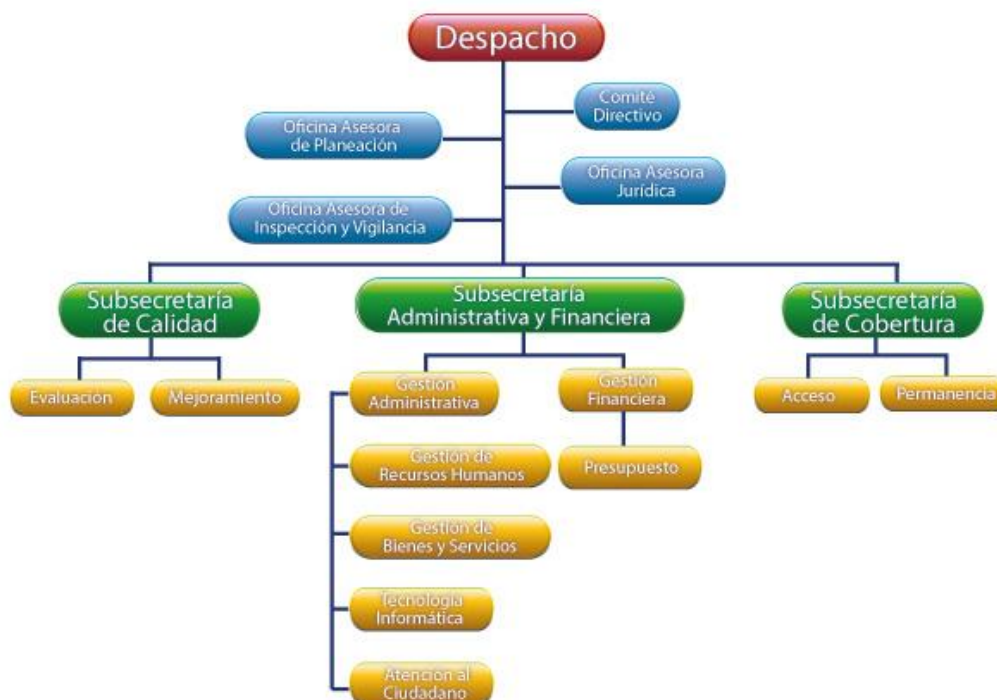 Despacho
Comité
Directivo
Oficina Asesora
de Planeación
Oficina Asesora
Jurídica
Oficina Asesora de
Inspección y Vigilancia
Subsecretaría
de Calidad
Subsecretaría
Administrativa y Financiera
Subsecretaría
de Cobertura
Evaluación
Mejoramiento
Gestión
Administrativa
Gestión
Financiera
Acceso
Permanencia
Gestión de
Recursos Humanos
Presupuesto
Gestión de
Bienes y Servicios
Tecnología
Informática
Atención al
Ciudadano